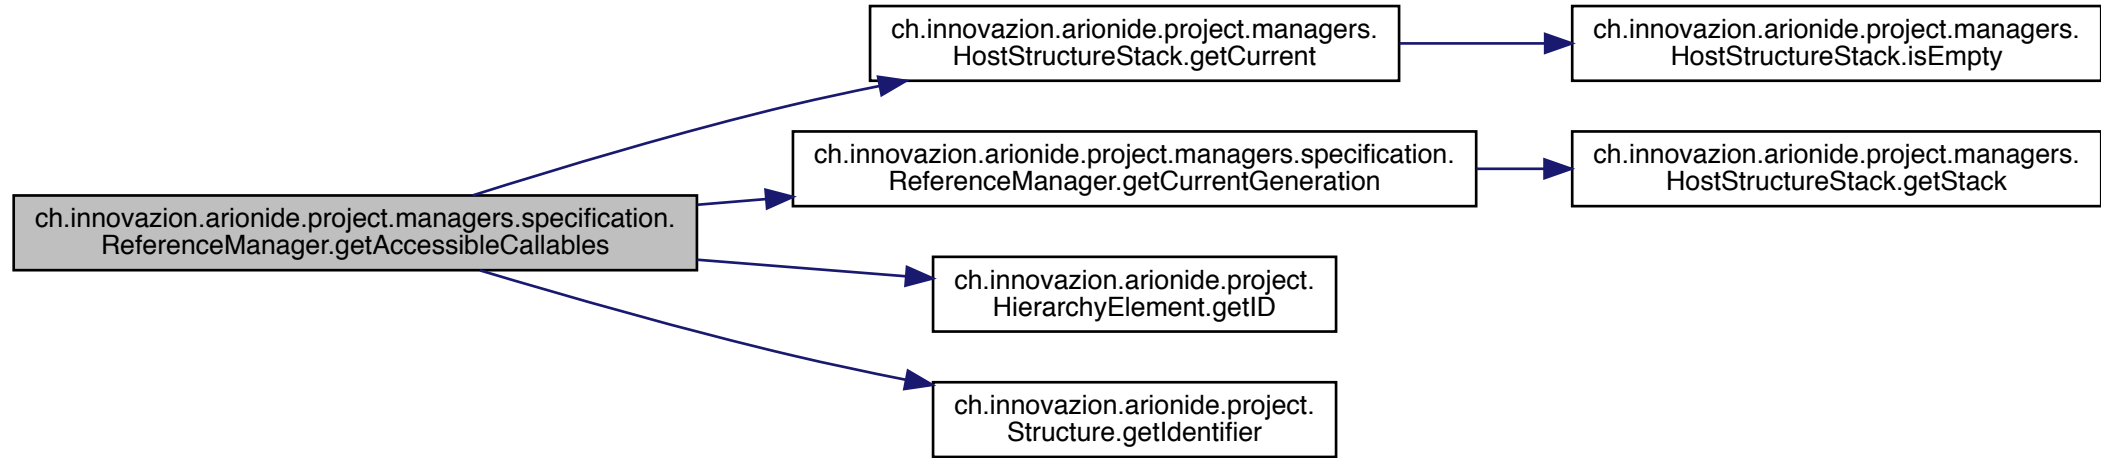 ch.innovazion.arionide.project.managers.specification.
ReferenceManager.getAccessibleCallables
ch.innovazion.arionide.project.managers.
HostStructureStack.getCurrent
ch.innovazion.arionide.project.managers.
HostStructureStack.isEmpty
ch.innovazion.arionide.project.managers.specification.
ReferenceManager.getCurrentGeneration
ch.innovazion.arionide.project.managers.
HostStructureStack.getStack
ch.innovazion.arionide.project.
HierarchyElement.getID
ch.innovazion.arionide.project.
Structure.getIdentifier